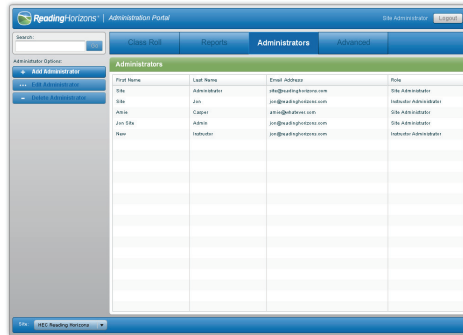 ReadingHorizons® | Administration Portal
Site Administrator Logout
Search:
GO
Class Roll Reports Administrators Advanced
Administrator Options:
+ Add Administrator
... Edit Administrator
- Delete Administrator
Administrators
First Name Last Name Email Address Role
Site Administrator site@readinghorizons.com Site Administrator
Site Jon jon@readinghorizons.com Instructor Administrator
Amie Casper amie@whatever.com Site Administrator
Jon Site Admin jon@readinghorizons.com Site Administrator
New Instructor jon@readinghorizons.com Instructor Administrator
Site: HEC Reading Horizons